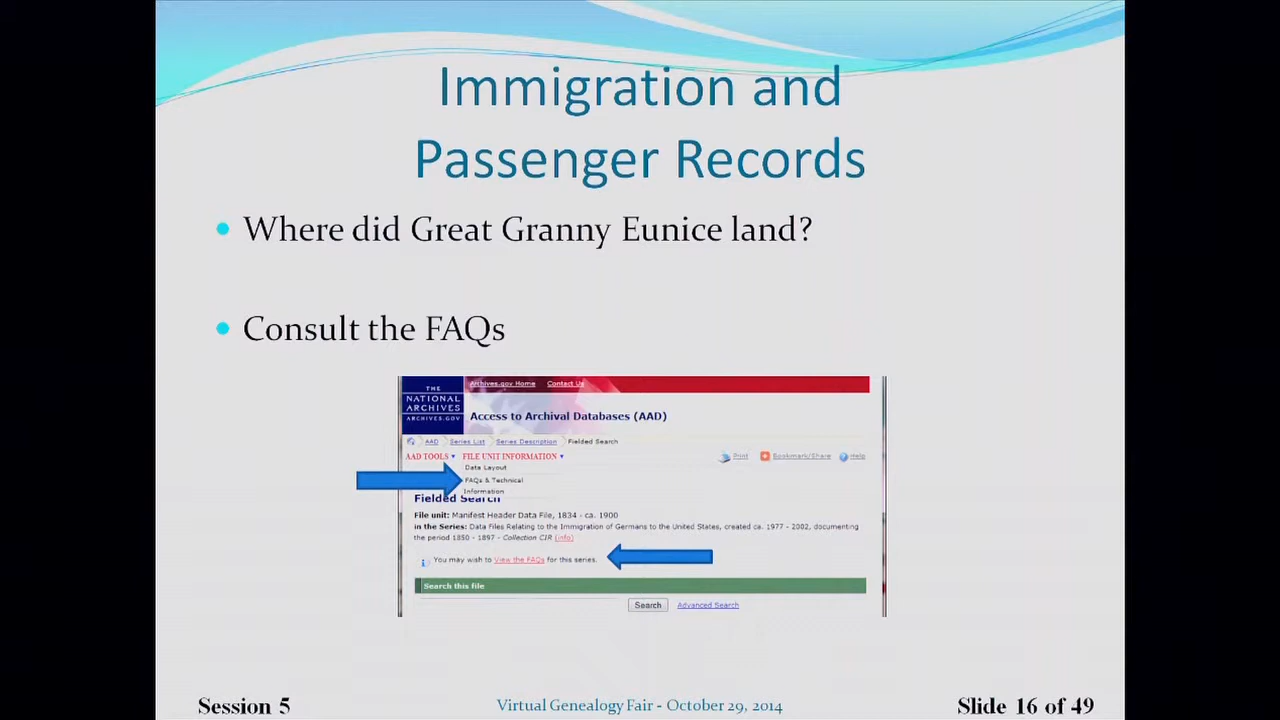 Immigration and
Passenger Records
Where did Great Granny Eunice land?
Consult the FAQs
THE
NATIONAL
ARCHIVES
ARCHIVES.GOV
Archives.gov Home Contact Us
Access to Archival Databases (AAD)
AAD Series List Series Description Fielded Search
AAD TOOLS FILE UNIT INFORMATION Print Bookmark/Share Help
Data Layout
FAQs & Technical
Information
Fielded Search
File unit: Manifest Header Data File, 1834 - ca. 1900
in the Series: Data Files Relating to the Immigration of Germans to the United States, created ca. 1977 - 2002, documenting
the period 1850 - 1897 - Collection CIR (info)
You may wish to View the FAQs for this series.
Search this file
Search Advanced Search
Session 5 Virtual Genealogy Fair - October 29, 2014 Slide 16 of 49